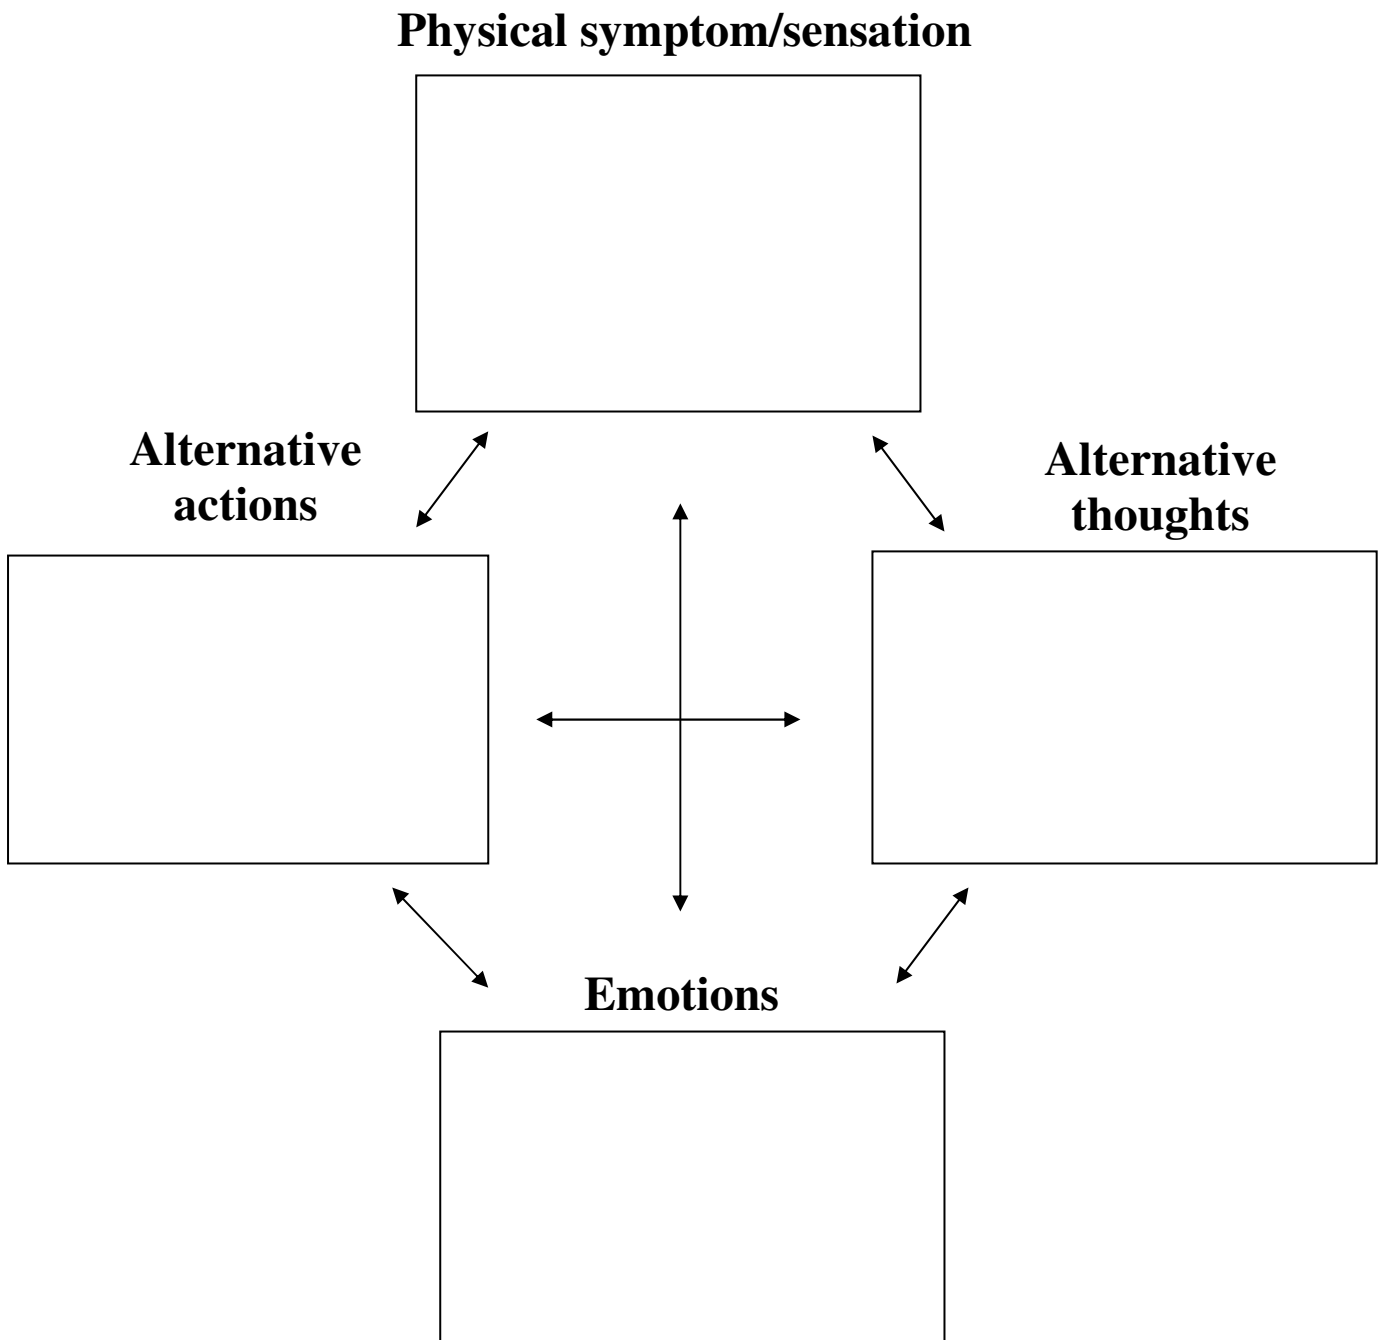 Physical symptom/sensation
Alternative
actions
Alternative
thoughts
Emotions